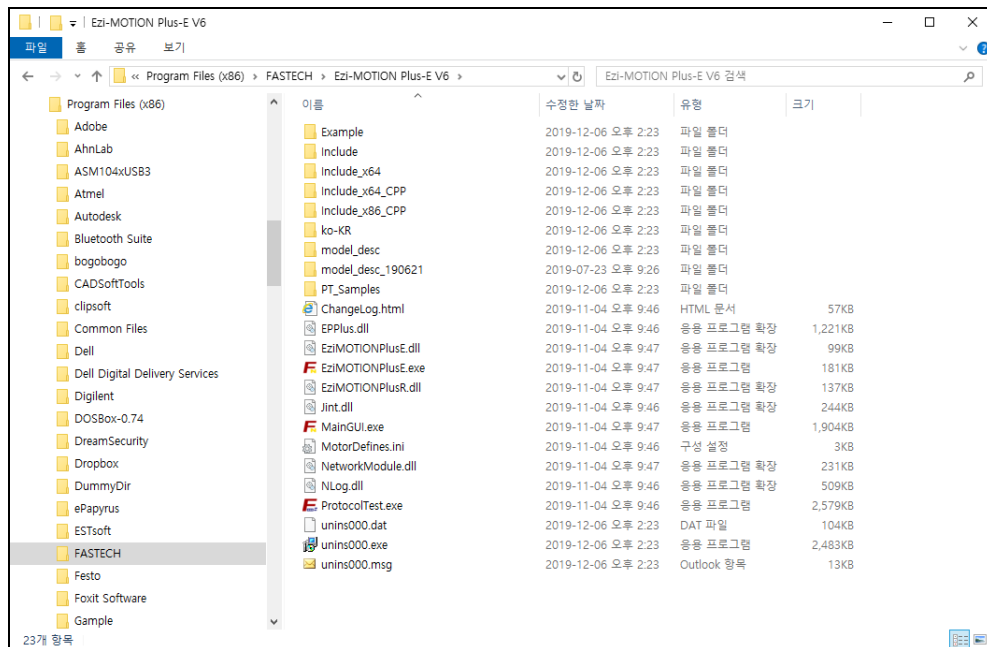 Ezi-MOTION Plus-E V6
파일 홈 공유 보기
« Program Files (x86) > FASTECH > Ezi-MOTION Plus-E V6 > Ezi-MOTION Plus-E V6 검색
Program Files (x86)
Adobe
AhnLab
ASM104xUSB3
Atmel
Autodesk
Bluetooth Suite
bogobogo
CADSoftTools
clipsoft
Common Files
Dell
Dell Digital Delivery Services
Digilent
DOSBox-0.74
DreamSecurity
Dropbox
DummyDir
ePapyrus
ESTsoft
FASTECH
Festo
Foxit Software
Gample
이름 수정한 날짜 유형 크기
Example 2019-12-06 오후 2:23 파일 폴더
Include 2019-12-06 오후 2:23 파일 폴더
Include_x64 2019-12-06 오후 2:23 파일 폴더
Include_x64_CPP 2019-12-06 오후 2:23 파일 폴더
Include_x86_CPP 2019-12-06 오후 2:23 파일 폴더
ko-KR 2019-12-06 오후 2:23 파일 폴더
model_desc 2019-12-06 오후 2:23 파일 폴더
model_desc_190621 2019-07-23 오후 9:26 파일 폴더
PT_Samples 2019-12-06 오후 2:23 파일 폴더
ChangeLog.html 2019-11-04 오후 9:46 HTML 문서 57KB
EPPlus.dll 2019-11-04 오후 9:46 응용 프로그램 확장 1,221KB
EziMOTIONPlusE.dll 2019-11-04 오후 9:47 응용 프로그램 확장 99KB
EziMOTIONPlusE.exe 2019-11-04 오후 9:47 응용 프로그램 181KB
EziMOTIONPlusR.dll 2019-11-04 오후 9:47 응용 프로그램 확장 137KB
Jint.dll 2019-11-04 오후 9:46 응용 프로그램 확장 244KB
MainGUI.exe 2019-11-04 오후 9:47 응용 프로그램 1,904KB
MotorDefines.ini 2019-11-04 오후 9:46 구성 설정 3KB
NetworkModule.dll 2019-11-04 오후 9:47 응용 프로그램 확장 231KB
NLog.dll 2019-11-04 오후 9:46 응용 프로그램 확장 509KB
ProtocolTest.exe 2019-11-04 오후 9:46 응용 프로그램 2,579KB
unins000.dat 2019-12-06 오후 2:23 DAT 파일 104KB
unins000.exe 2019-12-06 오후 2:23 응용 프로그램 2,483KB
unins000.msg 2019-12-06 오후 2:23 Outlook 항목 13KB
23개 항목